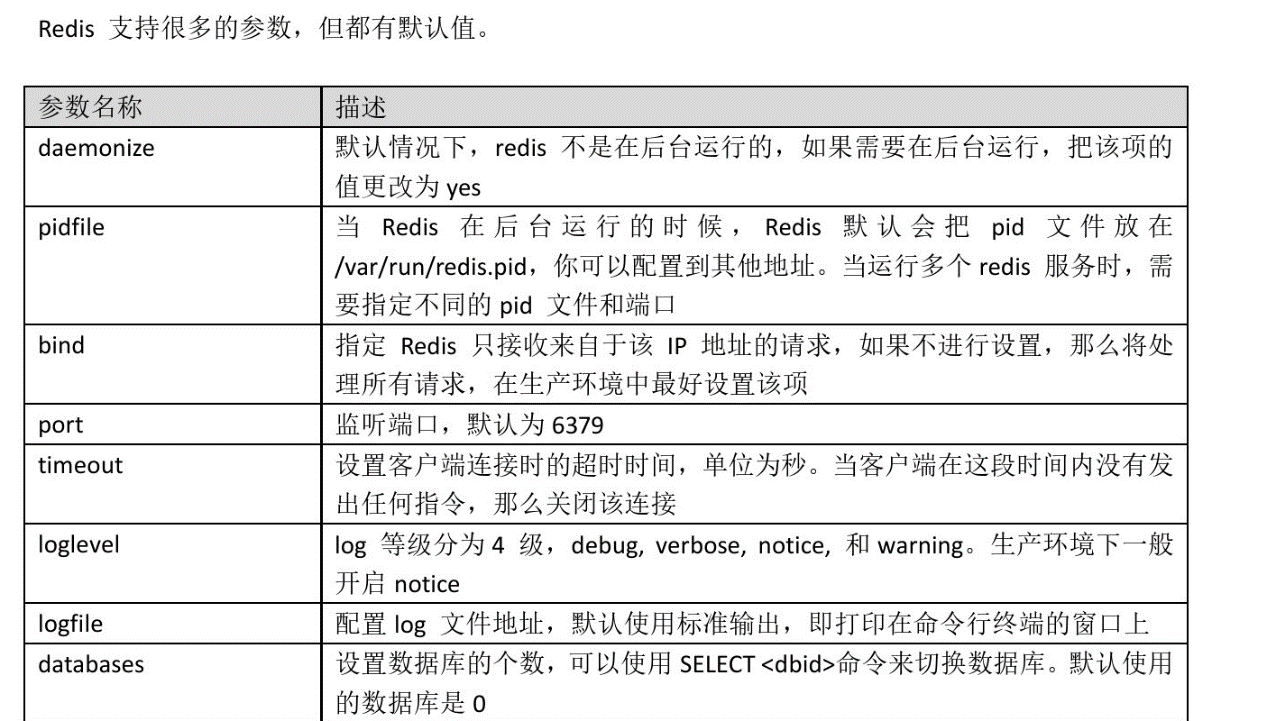 Redis 支持很多的参数，但都有默认值。
参数名称 描述
daemonize 默认情况下，redis 不是在后台运行的，如果需要在后台运行，把该项的
值更改为 yes
pidfile 当 Redis 在后台运行的时候，Redis 默认会把 pid 文件放在
/var/run/redis.pid，你可以配置到其他地址。当运行多个 redis 服务时，需
要指定不同的 pid 文件和端口
bind 指定 Redis 只接收来自于该 IP 地址的请求，如果不进行设置，那么将处
理所有请求，在生产环境中最好设置该项
port 监听端口，默认为 6379
timeout 设置客户端连接时的超时时间，单位为秒。当客户端在这段时间内没有发
出任何指令，那么关闭该连接
loglevel log 等级分为 4 级，debug, verbose, notice, 和 warning。生产环境下一般
开启 notice
logfile 配置 log 文件地址，默认使用标准输出，即打印在命令行终端的窗口上
databases 设置数据库的个数，可以使用 SELECT <dbid>命令来切换数据库。默认使用
的数据库是 0